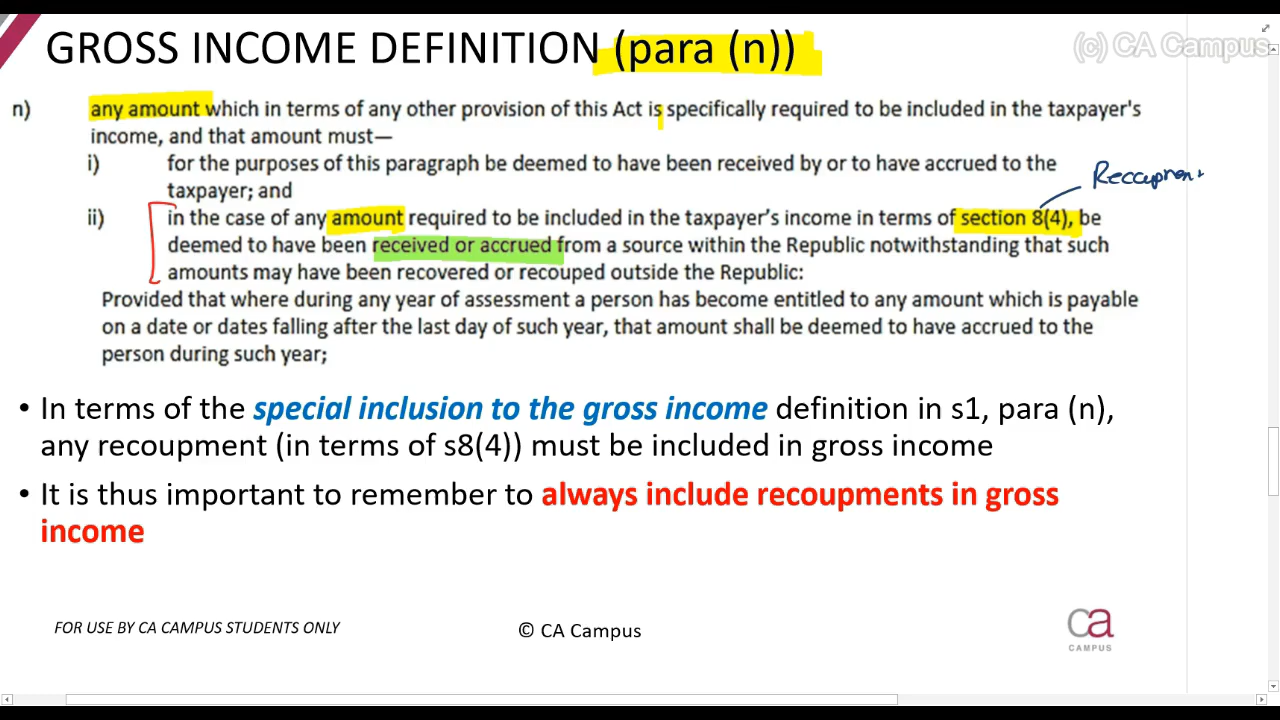 GROSS INCOME DEFINITION (para (n))
(c) CA Campus
n) any amount which in terms of any other provision of this Act is specifically required to be included in the taxpayer's
income, and that amount must—
i) for the purposes of this paragraph be deemed to have been received by or to have accrued to the
taxpayer; and
Reccupment
ii) in the case of any amount required to be included in the taxpayer's income in terms of section 8(4), be
deemed to have been received or accrued from a source within the Republic notwithstanding that such
amounts may have been recovered or recouped outside the Republic:
Provided that where during any year of assessment a person has become entitled to any amount which is payable
on a date or dates falling after the last day of such year, that amount shall be deemed to have accrued to the
person during such year;
• In terms of the special inclusion to the gross income definition in s1, para (n),
any recoupment (in terms of s8(4)) must be included in gross income
• It is thus important to remember to always include recoupments in gross
income
FOR USE BY CA CAMPUS STUDENTS ONLY
© CA Campus
ca
CAMPUS